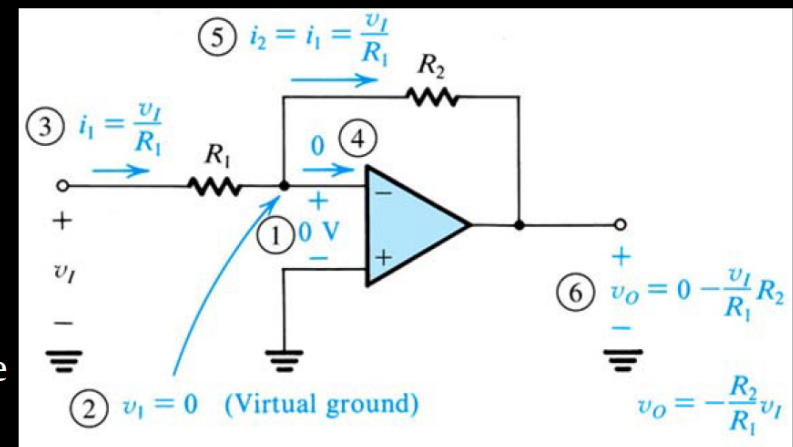 ⑤ i₂ = i₁ = v_I / R₁
R₂
③ i₁ = v_I / R₁
R₁
0 ④
+
① 0 V
−
−
+
+
v_I
−
+
⑥ v_O = 0 − v_I / R₁ R₂
−
e
② v₁ = 0 (Virtual ground)
v_O = − R₂ / R₁ v_I